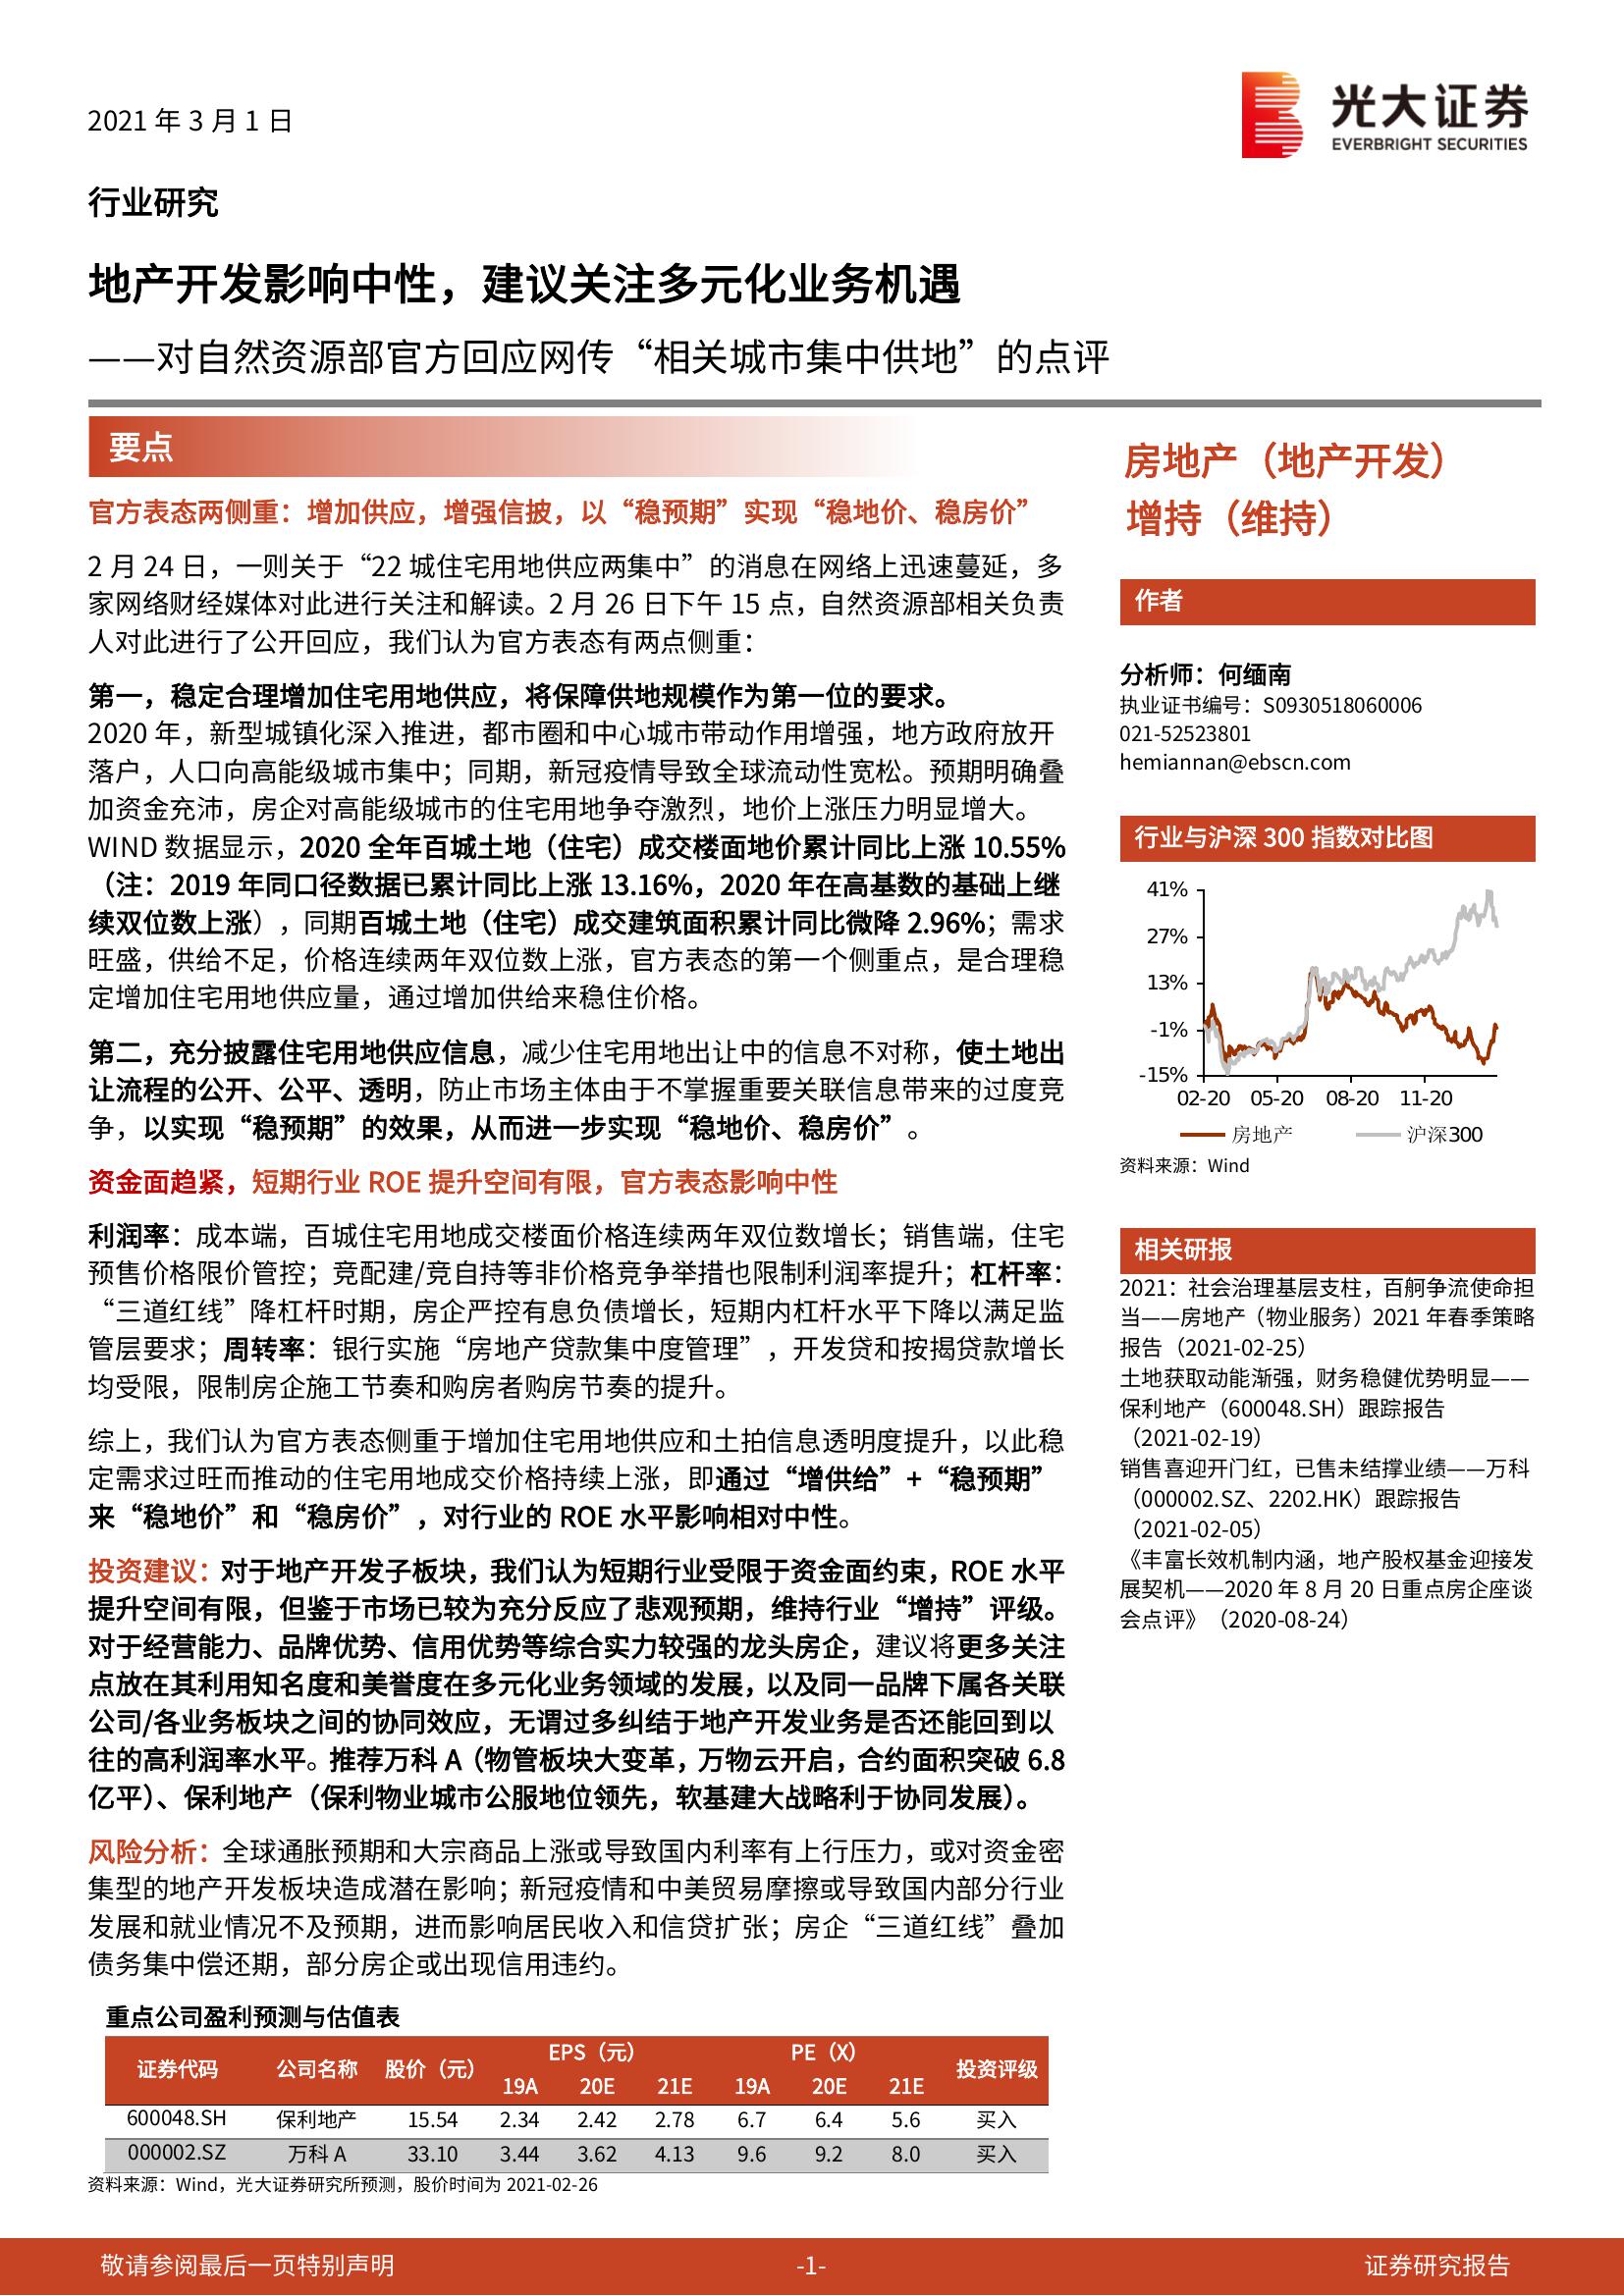 2021 年 3 月 1 日
光大证券
EVERBRIGHT SECURITIES
行业研究
地产开发影响中性，建议关注多元化业务机遇
——对自然资源部官方回应网传“相关城市集中供地”的点评
要点
官方表态两侧重：增加供应，增强信披，以“稳预期”实现“稳地价、稳房价”
2 月 24 日，一则关于“22 城住宅用地供应两集中”的消息在网络上迅速蔓延，多
家网络财经媒体对此进行关注和解读。2 月 26 日下午 15 点，自然资源部相关负责
人对此进行了公开回应，我们认为官方表态有两点侧重：
第一，稳定合理增加住宅用地供应，将保障供地规模作为第一位的要求。
2020 年，新型城镇化深入推进，都市圈和中心城市带动作用增强，地方政府放开
落户，人口向高能级城市集中；同期，新冠疫情导致全球流动性宽松。预期明确叠
加资金充沛，房企对高能级城市的住宅用地争夺激烈，地价上涨压力明显增大。
WIND 数据显示，2020 全年百城土地（住宅）成交楼面地价累计同比上涨 10.55%
（注：2019 年同口径数据已累计同比上涨 13.16%，2020 年在高基数的基础上继
续双位数上涨），同期百城土地（住宅）成交建筑面积累计同比微降 2.96%；需求
旺盛，供给不足，价格连续两年双位数上涨，官方表态的第一个侧重点，是合理稳
定增加住宅用地供应量，通过增加供给来稳住价格。
第二，充分披露住宅用地供应信息，减少住宅用地出让中的信息不对称，使土地出
让流程的公开、公平、透明，防止市场主体由于不掌握重要关联信息带来的过度竞
争，以实现“稳预期”的效果，从而进一步实现“稳地价、稳房价”。
资金面趋紧，短期行业 ROE 提升空间有限，官方表态影响中性
利润率：成本端，百城住宅用地成交楼面价格连续两年双位数增长；销售端，住宅
预售价格限价管控；竞配建/竞自持等非价格竞争举措也限制利润率提升；杠杆率：
“三道红线”降杠杆时期，房企严控有息负债增长，短期内杠杆水平下降以满足监
管层要求；周转率：银行实施“房地产贷款集中度管理”，开发贷和按揭贷款增长
均受限，限制房企施工节奏和购房者购房节奏的提升。
综上，我们认为官方表态侧重于增加住宅用地供应和土拍信息透明度提升，以此稳
定需求过旺而推动的住宅用地成交价格持续上涨，即通过“增供给”+“稳预期”
来“稳地价”和“稳房价”，对行业的 ROE 水平影响相对中性。
投资建议：对于地产开发子板块，我们认为短期行业受限于资金面约束，ROE 水平
提升空间有限，但鉴于市场已较为充分反应了悲观预期，维持行业“增持”评级。
对于经营能力、品牌优势、信用优势等综合实力较强的龙头房企，建议将更多关注
点放在其利用知名度和美誉度在多元化业务领域的发展，以及同一品牌下属各关联
公司/各业务板块之间的协同效应，无谓过多纠结于地产开发业务是否还能回到以
往的高利润率水平。推荐万科 A（物管板块大变革，万物云开启，合约面积突破 6.8
亿平）、保利地产（保利物业城市公服地位领先，软基建大战略利于协同发展）。
风险分析：全球通胀预期和大宗商品上涨或导致国内利率有上行压力，或对资金密
集型的地产开发板块造成潜在影响；新冠疫情和中美贸易摩擦或导致国内部分行业
发展和就业情况不及预期，进而影响居民收入和信贷扩张；房企“三道红线”叠加
债务集中偿还期，部分房企或出现信用违约。
重点公司盈利预测与估值表
证券代码 公司名称 股价（元） EPS（元） PE（X） 投资评级
19A 20E 21E 19A 20E 21E
600048.SH 保利地产 15.54 2.34 2.42 2.78 6.7 6.4 5.6 买入
000002.SZ 万科 A 33.10 3.44 3.62 4.13 9.6 9.2 8.0 买入
资料来源：Wind，光大证券研究所预测，股价时间为 2021-02-26
房地产（地产开发）
增持（维持）
作者
分析师：何缅南
执业证书编号：S0930518060006
021-52523801
hemiannan@ebscn.com
行业与沪深 300 指数对比图
41%
27%
13%
-1%
-15%
02-20 05-20 08-20 11-20
房地产 沪深300
资料来源：Wind
相关研报
2021：社会治理基层支柱，百舸争流使命担
当——房地产（物业服务）2021 年春季策略
报告（2021-02-25）
土地获取动能渐强，财务稳健优势明显——
保利地产（600048.SH）跟踪报告
（2021-02-19）
销售喜迎开门红，已售未结撑业绩——万科
（000002.SZ、2202.HK）跟踪报告
（2021-02-05）
《丰富长效机制内涵，地产股权基金迎接发
展契机——2020 年 8 月 20 日重点房企座谈
会点评》（2020-08-24）
敬请参阅最后一页特别声明 -1- 证券研究报告